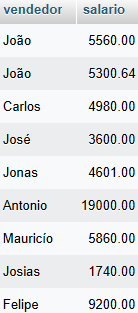 vendedor salario
João 5560.00
João 5300.64
Carlos 4980.00
José 3600.00
Jonas 4601.00
Antonio 19000.00
Mauricío 5860.00
Josias 1740.00
Felipe 9200.00